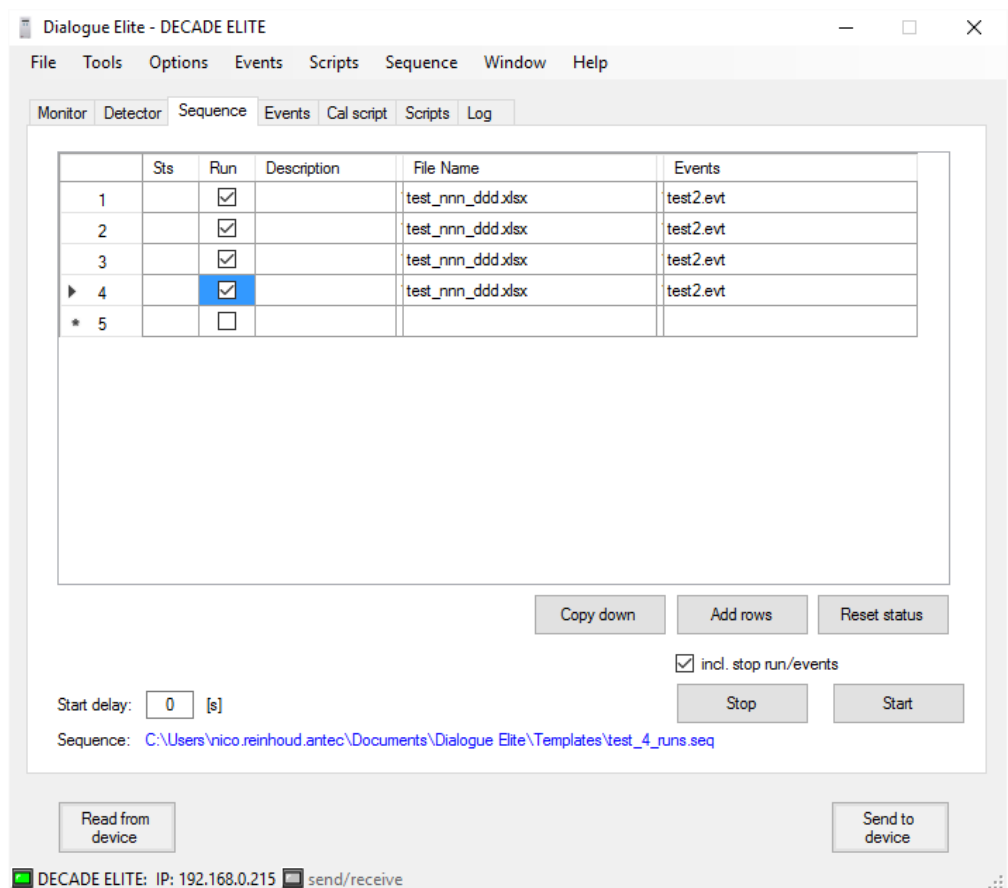 Dialogue Elite - DECADE ELITE
File Tools Options Events Scripts Sequence Window Help
Monitor Detector Sequence Events Cal script Scripts Log
Sts Run Description File Name Events
1 test_nnn_ddd.xlsx test2.evt
2 test_nnn_ddd.xlsx test2.evt
3 test_nnn_ddd.xlsx test2.evt
4 test_nnn_ddd.xlsx test2.evt
* 5
Copy down Add rows Reset status
incl. stop run/events
Start delay: 0 [s] Stop Start
Sequence: C:\Users\nico.reinhoud.antec\Documents\Dialogue Elite\Templates\test_4_runs.seq
Read from
device
Send to
device
DECADE ELITE: IP: 192.168.0.215 send/receive